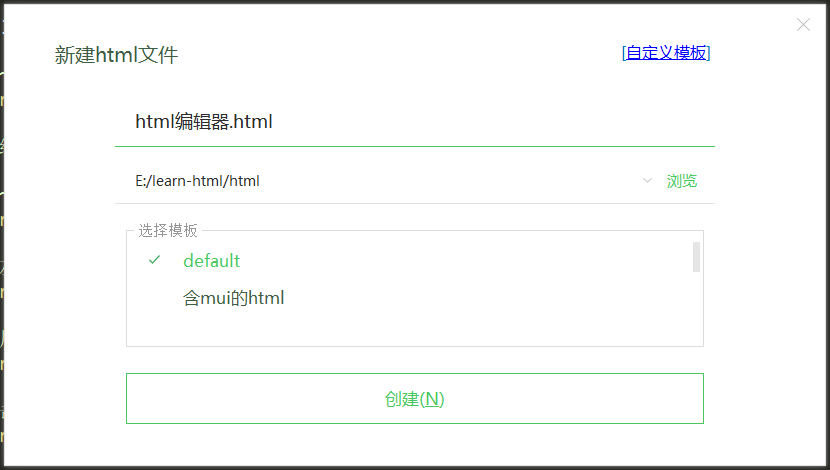 新建html文件
[自定义模板]
html编辑器.html
E:/learn-html/html
浏览
选择模板
default
含mui的html
创建(N)